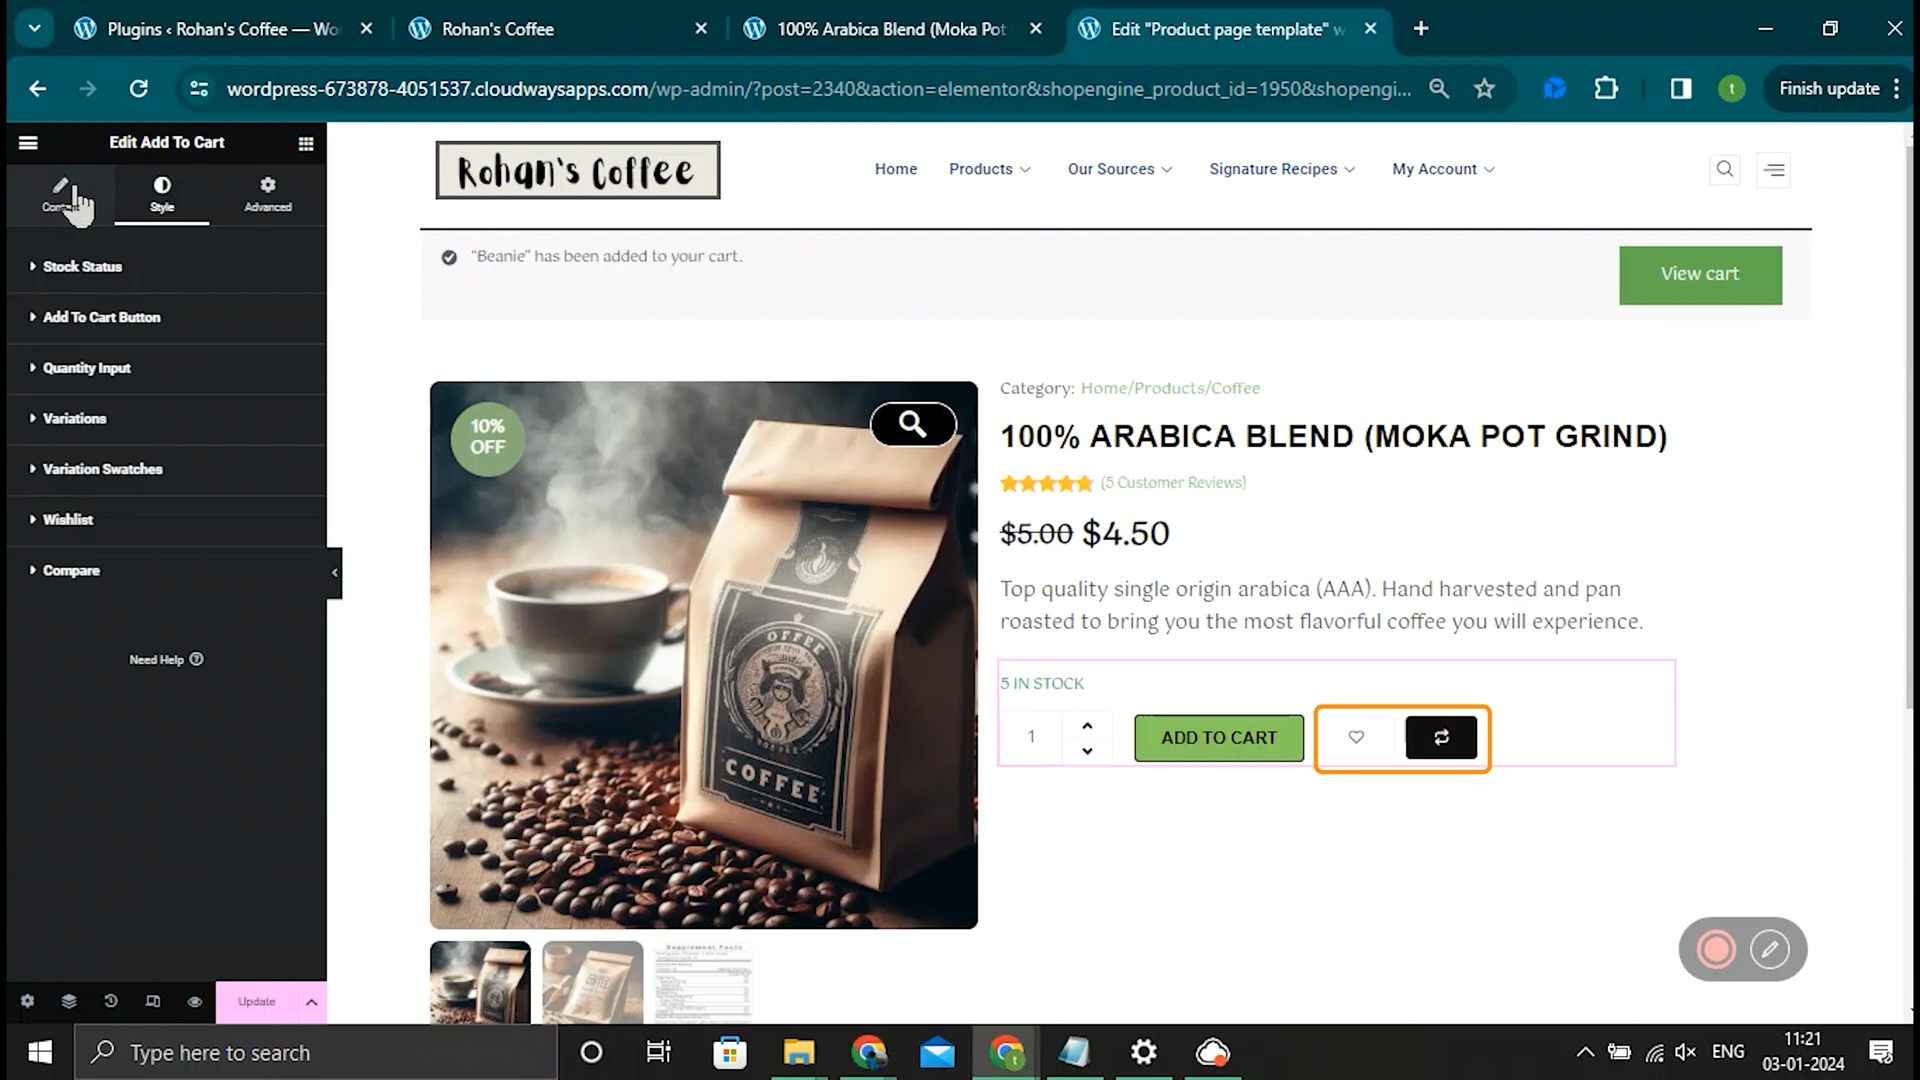 Plugins ‹ Rohan's Coffee — Wo
Rohan's Coffee
100% Arabica Blend (Moka Pot
Edit "Product page template" w
wordpress-673878-4051537.cloudwaysapps.com/wp-admin/?post=2340&action=elementor&shopengine_product_id=1950&shopengi...
t
Finish update
Edit Add To Cart
Style
Advanced
Stock Status
Add To Cart Button
Quantity Input
Variations
Variation Swatches
Wishlist
Compare
Need Help
Update
Rohan's Coffee
Home
Products
Our Sources
Signature Recipes
My Account
“Beanie” has been added to your cart.
View cart
10%
OFF
OFFEE
COFFEE
Category: Home/Products/Coffee
100% ARABICA BLEND (MOKA POT GRIND)
(5 Customer Reviews)
$5.00 $4.50
Top quality single origin arabica (AAA). Hand harvested and pan
roasted to bring you the most flavorful coffee you will experience.
5 IN STOCK
1
ADD TO CART
Supplement Facts
Type here to search
ENG
11:21
03-01-2024